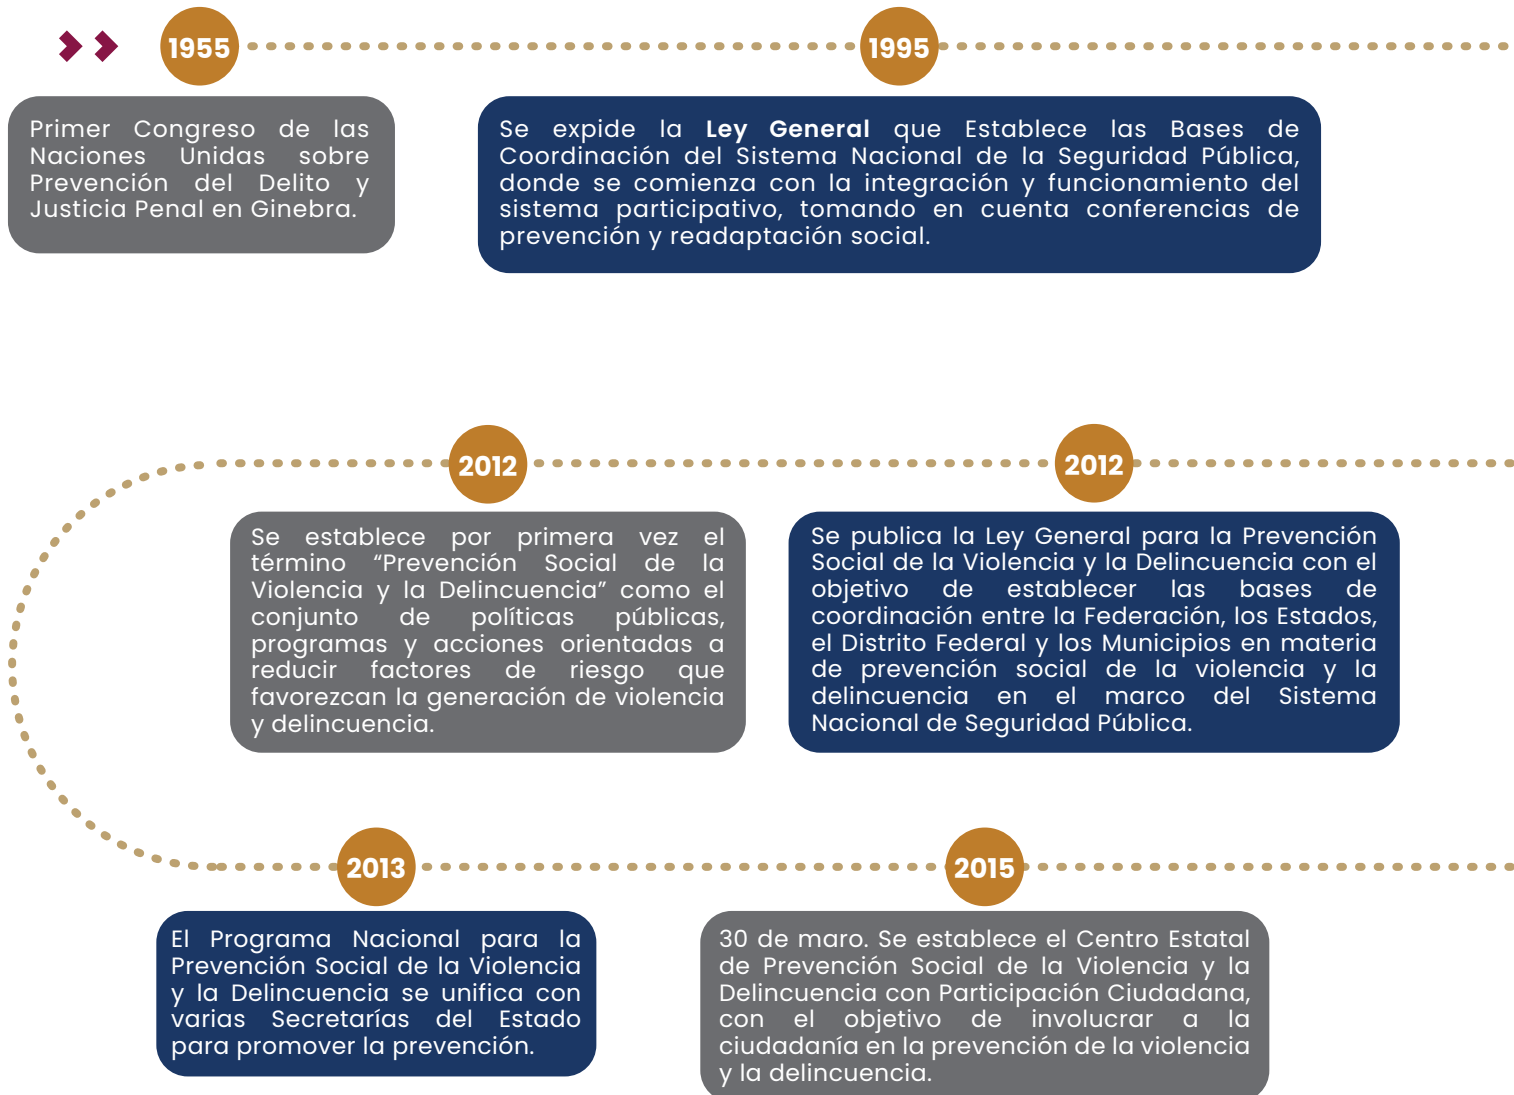 1955
Primer Congreso de las
Naciones Unidas sobre
Prevención del Delito y
Justicia Penal en Ginebra.
1995
Se expide la Ley General que Establece las Bases de
Coordinación del Sistema Nacional de la Seguridad Pública,
donde se comienza con la integración y funcionamiento del
sistema participativo, tomando en cuenta conferencias de
prevención y readaptación social.
2012
Se establece por primera vez el
término “Prevención Social de la
Violencia y la Delincuencia” como el
conjunto de políticas públicas,
programas y acciones orientadas a
reducir factores de riesgo que
favorezcan la generación de violencia
y delincuencia.
2012
Se publica la Ley General para la Prevención
Social de la Violencia y la Delincuencia con el
objetivo de establecer las bases de
coordinación entre la Federación, los Estados,
el Distrito Federal y los Municipios en materia
de prevención social de la violencia y la
delincuencia en el marco del Sistema
Nacional de Seguridad Pública.
2013
El Programa Nacional para la
Prevención Social de la Violencia
y la Delincuencia se unifica con
varias Secretarías del Estado
para promover la prevención.
2015
30 de maro. Se establece el Centro Estatal
de Prevención Social de la Violencia y la
Delincuencia con Participación Ciudadana,
con el objetivo de involucrar a la
ciudadanía en la prevención de la violencia
y la delincuencia.